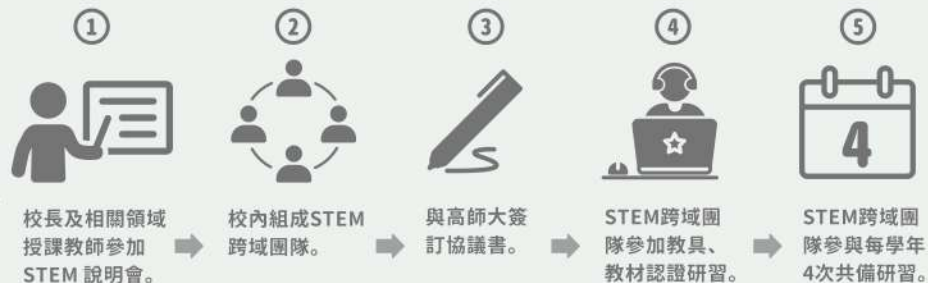 ①
②
③
④
⑤
4
校長及相關領域
授課教師參加
STEM 說明會。
校內組成STEM
跨域團隊。
與高師大簽
訂協議書。
STEM跨域團
隊參加教具、
教材認證研習。
STEM跨域團
隊參與每學年
4次共備研習。